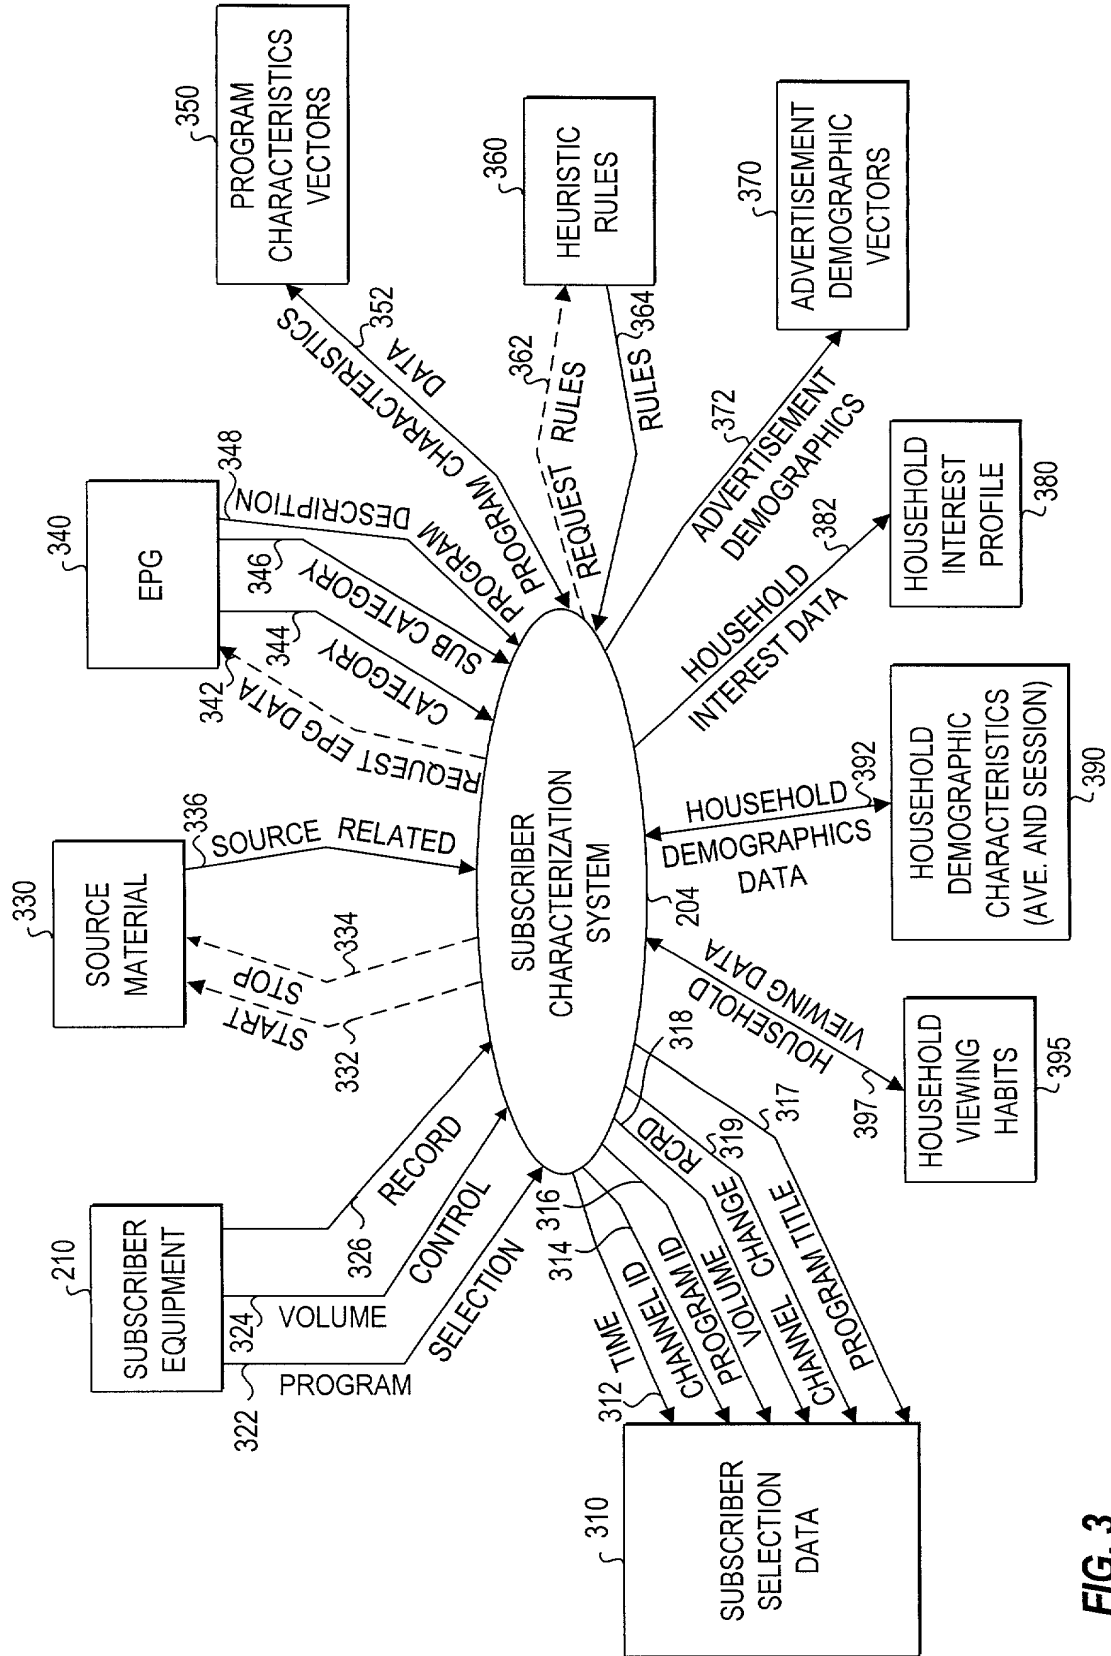 210
SUBSCRIBER
EQUIPMENT
322
PROGRAM
SELECTION
324
VOLUME
CONTROL
326
RECORD
330
SOURCE
MATERIAL
START
332
STOP
334
336
SOURCE RELATED
340
EPG
342
REQUEST EPG DATA
344
CATEGORY
346
SUB CATEGORY
348
PROGRAM DESCRIPTION
350
PROGRAM
CHARACTERISTICS
VECTORS
PROGRAM CHARACTERISTICS
DATA
352
360
HEURISTIC
RULES
362
REQUEST RULES
RULES
364
370
ADVERTISEMENT
DEMOGRAPHIC
VECTORS
372
ADVERTISEMENT
DEMOGRAPHICS
HOUSEHOLD
INTEREST
PROFILE
380
HOUSEHOLD
INTEREST DATA
382
HOUSEHOLD
DEMOGRAPHIC
CHARACTERISTICS
(AVE. AND SESSION)
390
HOUSEHOLD
DEMOGRAPHICS
DATA
392
HOUSEHOLD
VIEWING
HABITS
395
HOUSEHOLD
VIEWING DATA
397
SUBSCRIBER
CHARACTERIZATION
SYSTEM
204
310
SUBSCRIBER
SELECTION
DATA
312
TIME
314
CHANNEL ID
316
PROGRAM ID
318
VOLUME
RCRD
319
CHANNEL CHANGE
317
PROGRAM TITLE
FIG. 3